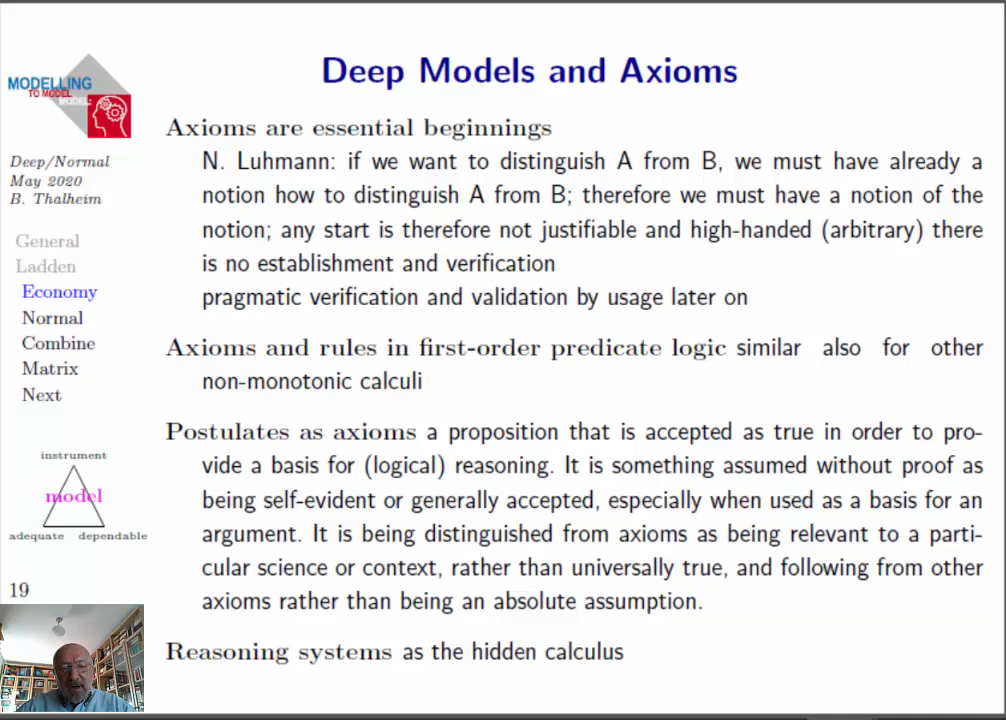 Deep Models and Axioms
MODELLING
TO MODEL
MODEL:
Deep/Normal
May 2020
B. Thalheim
General
Ladden
Economy
Normal
Combine
Matrix
Next
instrument
model
adequate dependable
19
Axioms are essential beginnings
N. Luhmann: if we want to distinguish A from B, we must have already a
notion how to distinguish A from B; therefore we must have a notion of the
notion; any start is therefore not justifiable and high-handed (arbitrary) there
is no establishment and verification
pragmatic verification and validation by usage later on
Axioms and rules in first-order predicate logic similar also for other
non-monotonic calculi
Postulates as axioms a proposition that is accepted as true in order to pro-
vide a basis for (logical) reasoning. It is something assumed without proof as
being self-evident or generally accepted, especially when used as a basis for an
argument. It is being distinguished from axioms as being relevant to a parti-
cular science or context, rather than universally true, and following from other
axioms rather than being an absolute assumption.
Reasoning systems as the hidden calculus